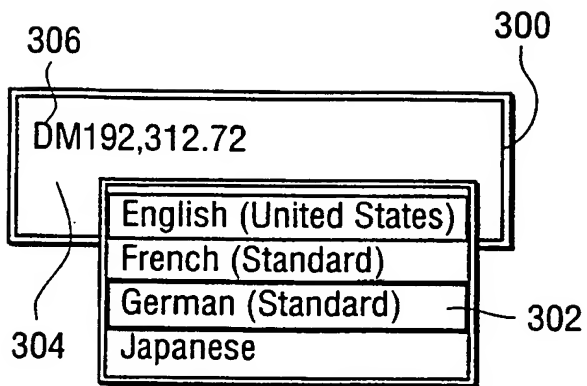 306
300
DM192,312.72
English (United States)
French (Standard)
German (Standard)
302
304
Japanese